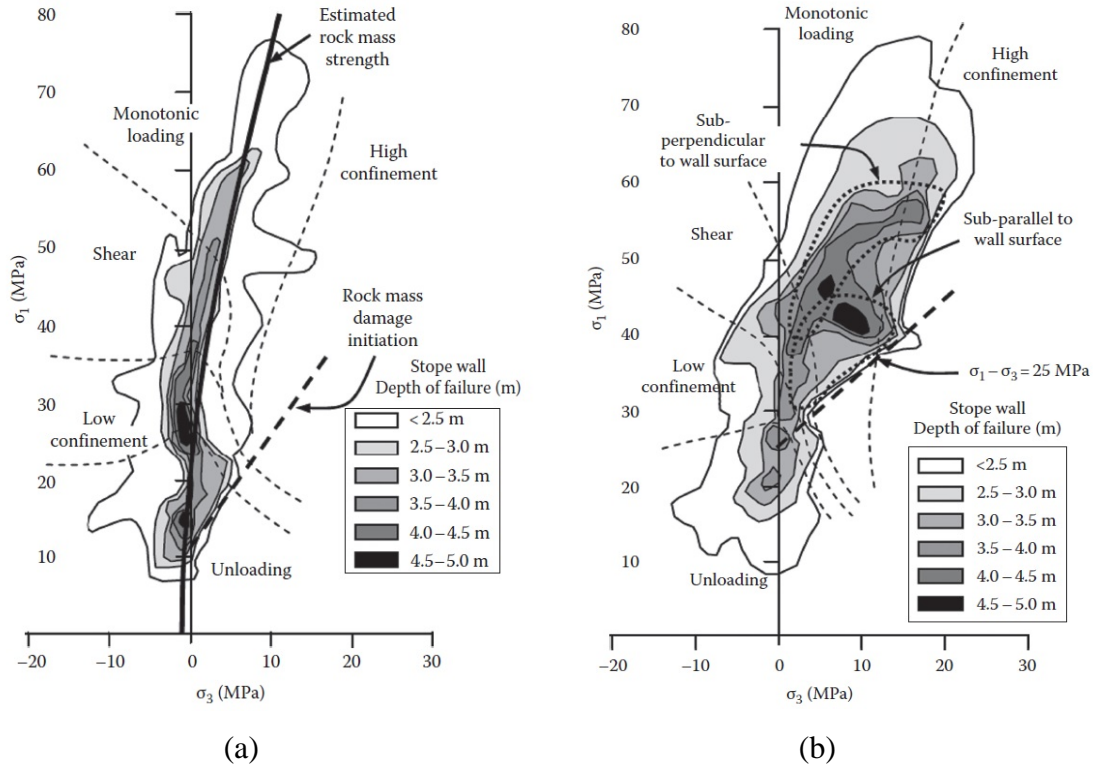 80
70
60
50
40
30
20
10
σ1 (MPa)
−20
−10
0
10
20
30
σ3 (MPa)
Estimated
rock mass
strength
Monotonic
loading
High
confinement
Shear
Rock mass
damage
initiation
Low
confinement
Unloading
Stope wall
Depth of failure (m)
<2.5 m
2.5–3.0 m
3.0–3.5 m
3.5–4.0 m
4.0–4.5 m
4.5–5.0 m
(a)
80
70
60
50
40
30
20
10
σ1 (MPa)
−20
−10
0
10
20
30
σ3 (MPa)
Monotonic
loading
High
confinement
Sub-
perpendicular
to wall surface
Shear
Sub-parallel to
wall surface
Low
confinement
σ1 – σ3 = 25 MPa
Unloading
Stope wall
Depth of failure (m)
<2.5 m
2.5 – 3.0 m
3.0 – 3.5 m
3.5 – 4.0 m
4.0 – 4.5 m
4.5 – 5.0 m
(b)